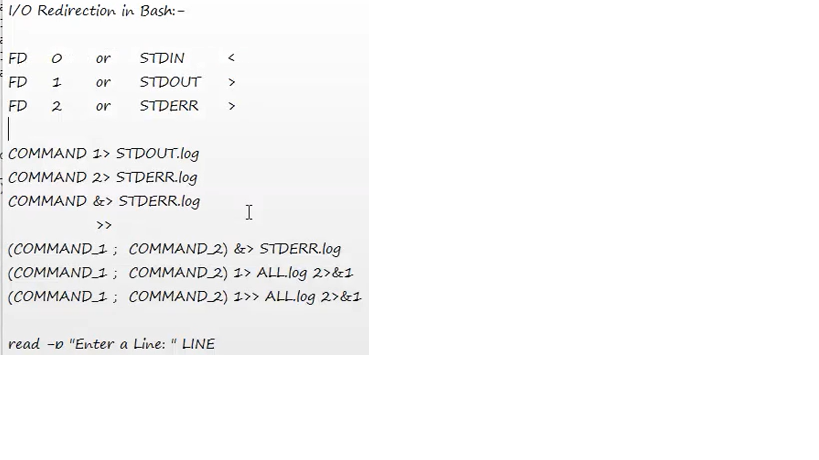 I/O Redirection in Bash:-
FD 0 or STDIN <
FD 1 or STDOUT >
FD 2 or STDERR >
COMMAND 1> STDOUT.log
COMMAND 2> STDERR.log
COMMAND &> STDERR.log
>>
(COMMAND_1 ; COMMAND_2) &> STDERR.log
(COMMAND_1 ; COMMAND_2) 1> ALL.log 2>&1
(COMMAND_1 ; COMMAND_2) 1>> ALL.log 2>&1
read -p "Enter a Line: " LINE